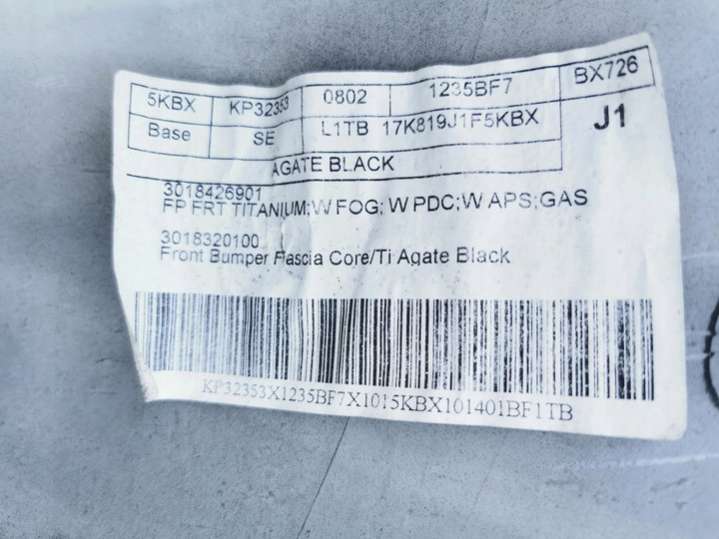 5KBX KP32353 0802 1235BF7 BX726
Base SE L1TB 17K819J1F5KBX J1
AGATE BLACK
3018426901
FP FRT TITANIUM;W FOG; W PDC;W APS;GAS
3018320100
Front Bumper Fascia Core/Ti Agate Black
KP32353X1235BF7X1015KBX101401BF1TB